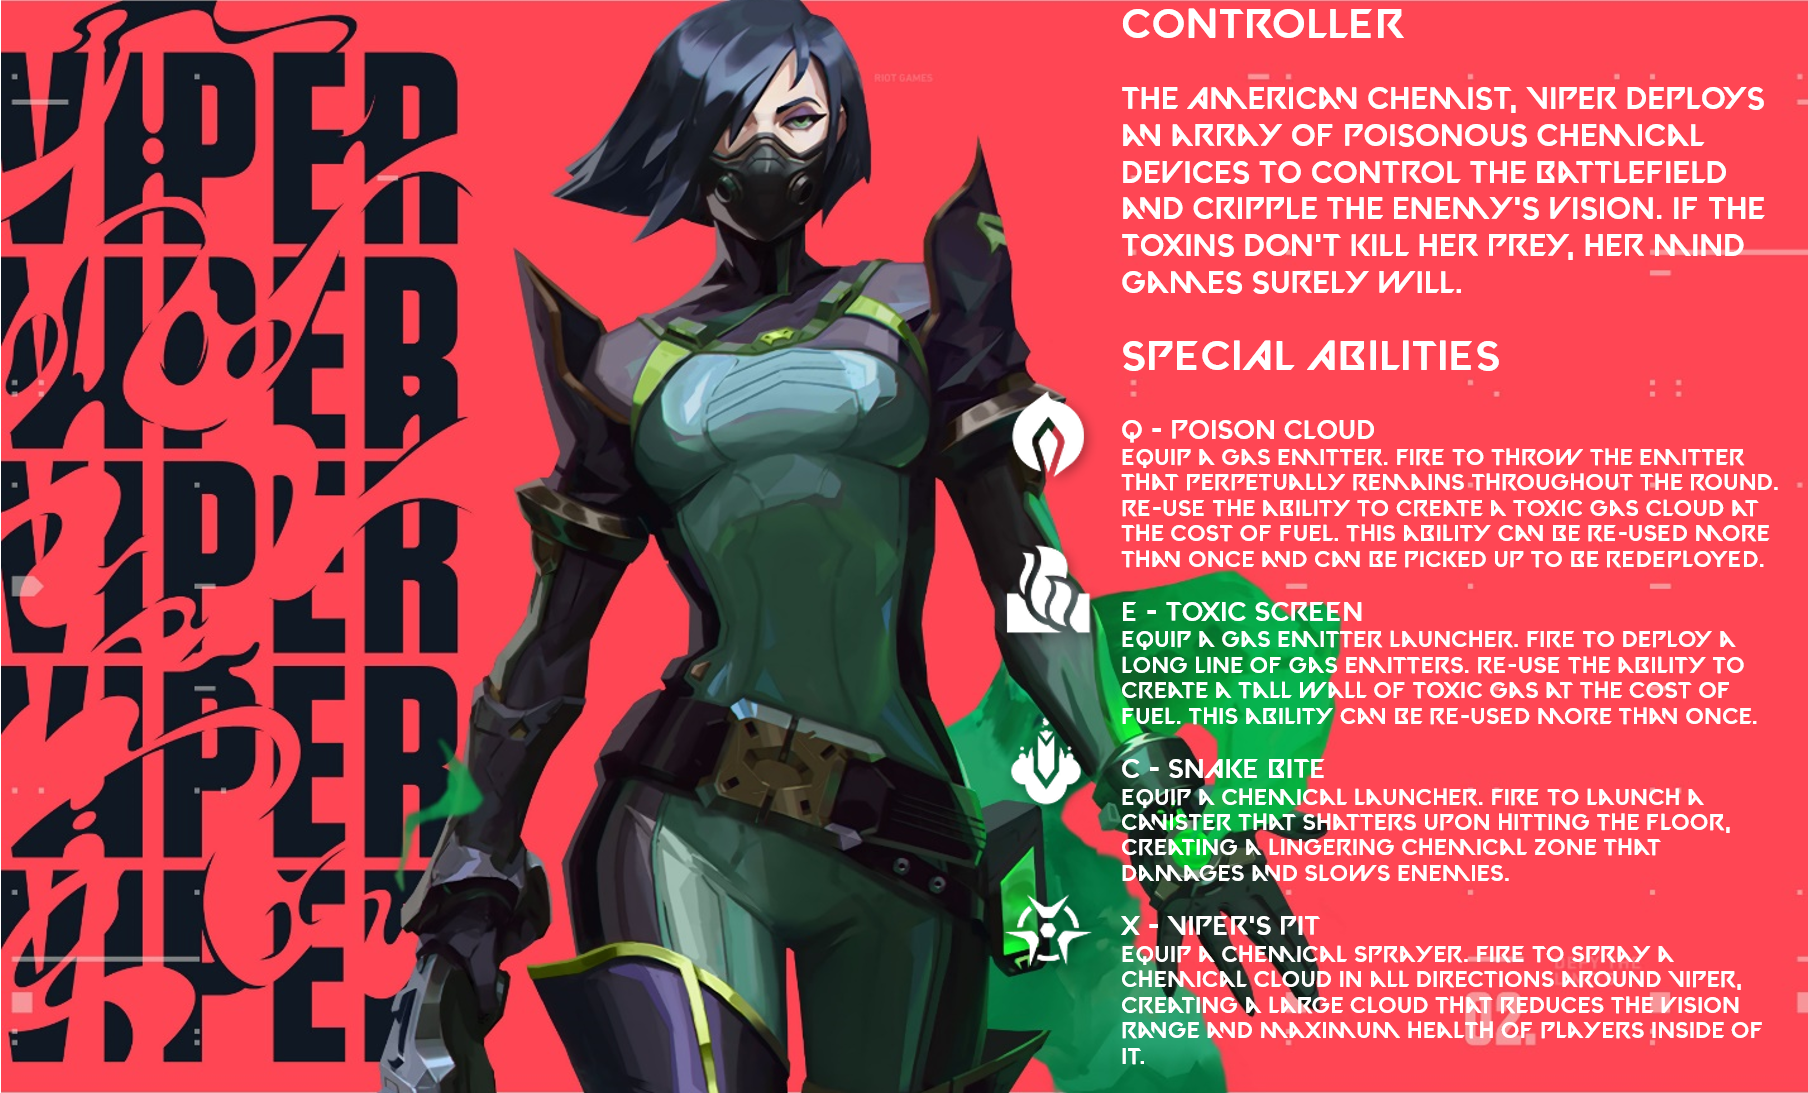 VIPER
VIPER
VIPER
VIPER
VIPER
RIOT GAMES
CONTROLLER
THE AMERICAN CHEMIST, VIPER DEPLOYS
AN ARRAY OF POISONOUS CHEMICAL
DEVICES TO CONTROL THE BATTLEFIELD
AND CRIPPLE THE ENEMY'S VISION. IF THE
TOXINS DON'T KILL HER PREY, HER MIND
GAMES SURELY WILL.
SPECIAL ABILITIES
Q - POISON CLOUD
EQUIP A GAS EMITTER. FIRE TO THROW THE EMITTER
THAT PERPETUALLY REMAINS THROUGHOUT THE ROUND.
RE-USE THE ABILITY TO CREATE A TOXIC GAS CLOUD AT
THE COST OF FUEL. THIS ABILITY CAN BE RE-USED MORE
THAN ONCE AND CAN BE PICKED UP TO BE REDEPLOYED.
E - TOXIC SCREEN
EQUIP A GAS EMITTER LAUNCHER. FIRE TO DEPLOY A
LONG LINE OF GAS EMITTERS. RE-USE THE ABILITY TO
CREATE A TALL WALL OF TOXIC GAS AT THE COST OF
FUEL. THIS ABILITY CAN BE RE-USED MORE THAN ONCE.
C - SNAKE BITE
EQUIP A CHEMICAL LAUNCHER. FIRE TO LAUNCH A
CANISTER THAT SHATTERS UPON HITTING THE FLOOR,
CREATING A LINGERING CHEMICAL ZONE THAT
DAMAGES AND SLOWS ENEMIES.
X - VIPER'S PIT
EQUIP A CHEMICAL SPRAYER. FIRE TO SPRAY A
CHEMICAL CLOUD IN ALL DIRECTIONS AROUND VIPER,
CREATING A LARGE CLOUD THAT REDUCES THE VISION
RANGE AND MAXIMUM HEALTH OF PLAYERS INSIDE OF
IT.
02.